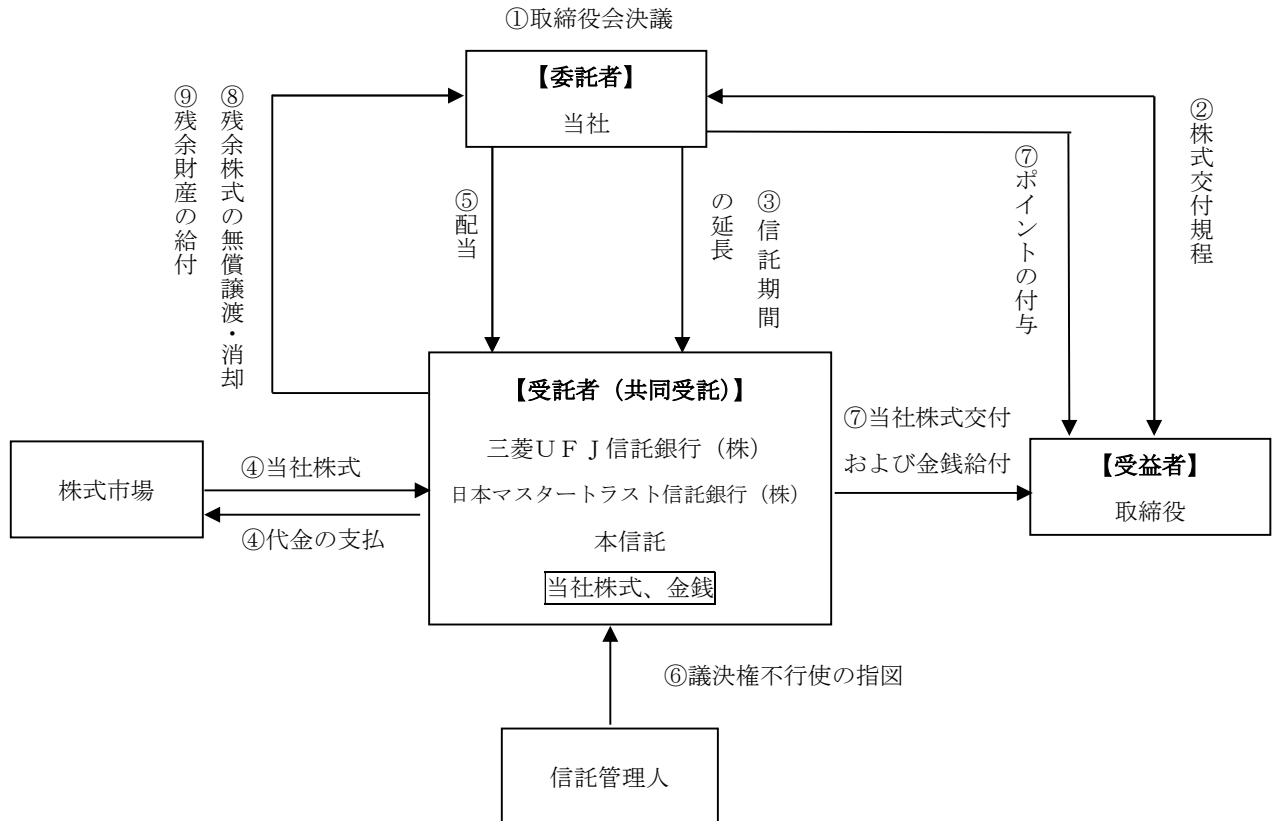 ①取締役会決議
【委託者】
当社
⑨残余財産の給付
⑧残余株式の無償譲渡・消却
⑤配当
③信託期間
の延長
⑦ポイントの付与
②株式交付規程
【受託者（共同受託）】
三菱ＵＦＪ信託銀行（株）
日本マスタートラスト信託銀行（株）
本信託
当社株式、金銭
株式市場
④当社株式
④代金の支払
⑦当社株式交付
および金銭給付
【受益者】
取締役
⑥議決権不行使の指図
信託管理人